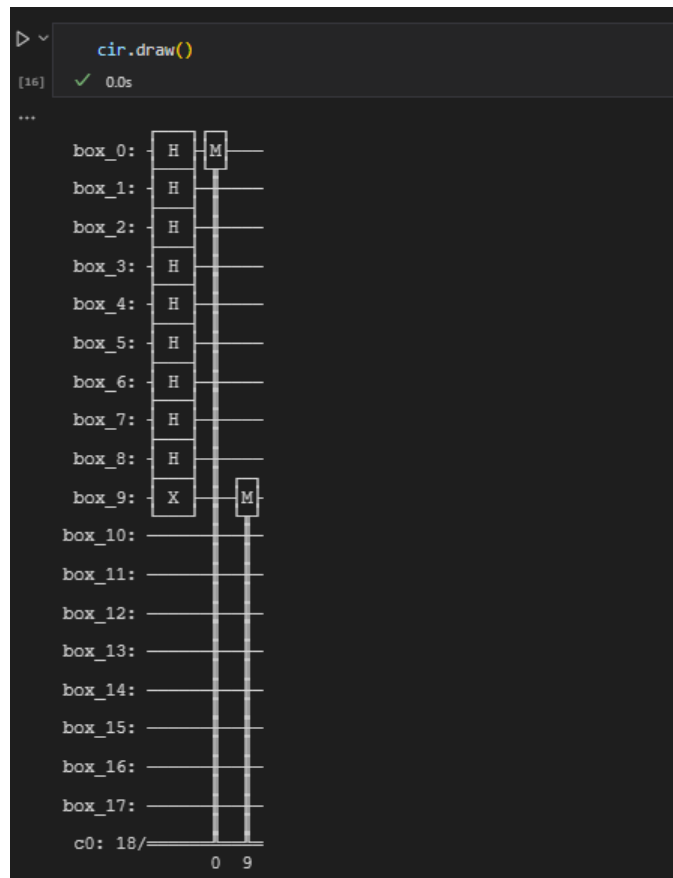 cir.draw()
[16] ✓ 0.0s
...
box_0: H M
box_1: H
box_2: H
box_3: H
box_4: H
box_5: H
box_6: H
box_7: H
box_8: H
box_9: X M
box_10:
box_11:
box_12:
box_13:
box_14:
box_15:
box_16:
box_17:
c0: 18/
0 9